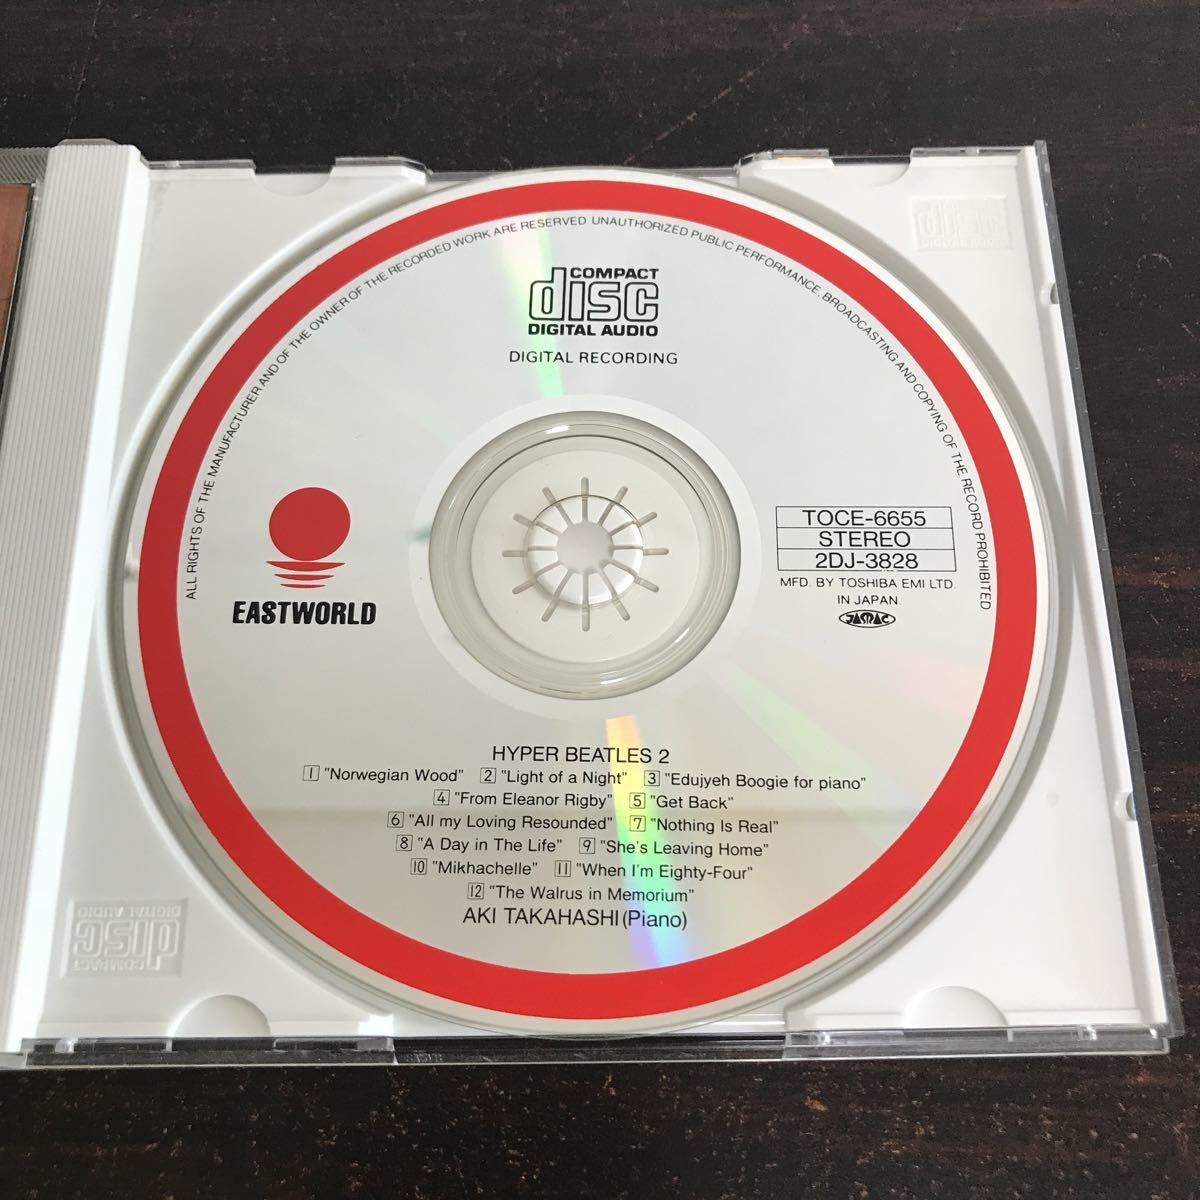 ALL RIGHTS OF THE MANUFACTURER AND OF THE OWNER OF THE RECORDED WORK ARE RESERVED UNAUTHORIZED PUBLIC PERFORMANCE, BROADCASTING AND COPYING OF THE RECORD PROHIBITED
COMPACT
disc
DIGITAL AUDIO
DIGITAL RECORDING
EASTWORLD
TOCE-6655
STEREO
2DJ-3828
MFD. BY TOSHIBA EMI LTD.
IN JAPAN
JASRAC
HYPER BEATLES 2
1 "Norwegian Wood" 2 "Light of a Night" 3 "Edujyeh Boogie for piano"
4 "From Eleanor Rigby" 5 "Get Back"
6 "All my Loving Resounded" 7 "Nothing Is Real"
8 "A Day in The Life" 9 "She's Leaving Home"
10 "Mikhachelle" 11 "When I'm Eighty-Four"
12 "The Walrus in Memorium"
AKI TAKAHASHI (Piano)
disc
DIGITAL AUDIO
COMPACT
disc
DIGITAL AUDIO